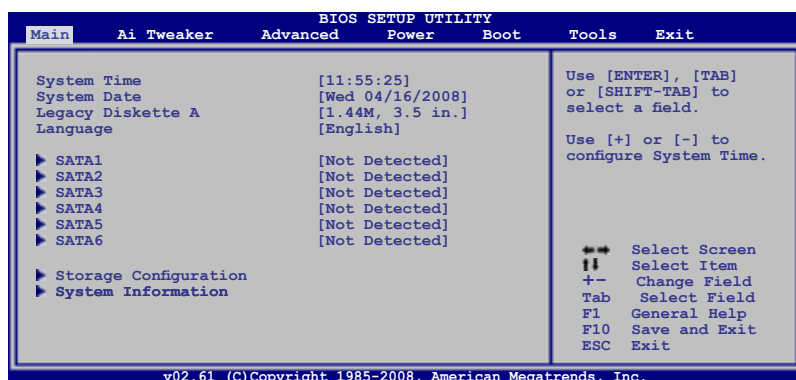 BIOS SETUP UTILITY
Main Ai Tweaker Advanced Power Boot Tools Exit
System Time [11:55:25]
System Date [Wed 04/16/2008]
Legacy Diskette A [1.44M, 3.5 in.]
Language [English]
SATA1 [Not Detected]
SATA2 [Not Detected]
SATA3 [Not Detected]
SATA4 [Not Detected]
SATA5 [Not Detected]
SATA6 [Not Detected]
Storage Configuration
System Information
Use [ENTER], [TAB]
or [SHIFT-TAB] to
select a field.
Use [+] or [-] to
configure System Time.
←→ Select Screen
↑↓ Select Item
+- Change Field
Tab Select Field
F1 General Help
F10 Save and Exit
ESC Exit
v02.61 (C)Copyright 1985-2008, American Megatrends, Inc.